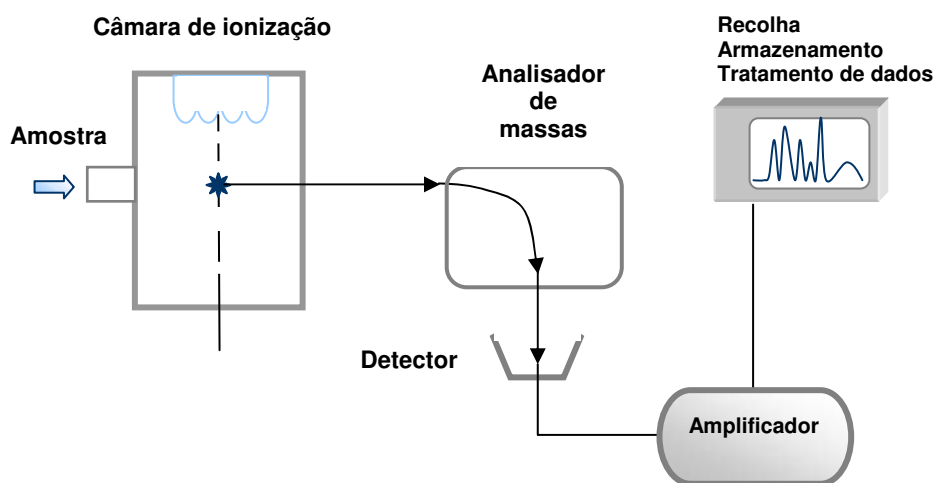 Câmara de ionização
Recolha
Armazenamento
Tratamento de dados
Analisador
de
massas
Amostra
Detector
Amplificador